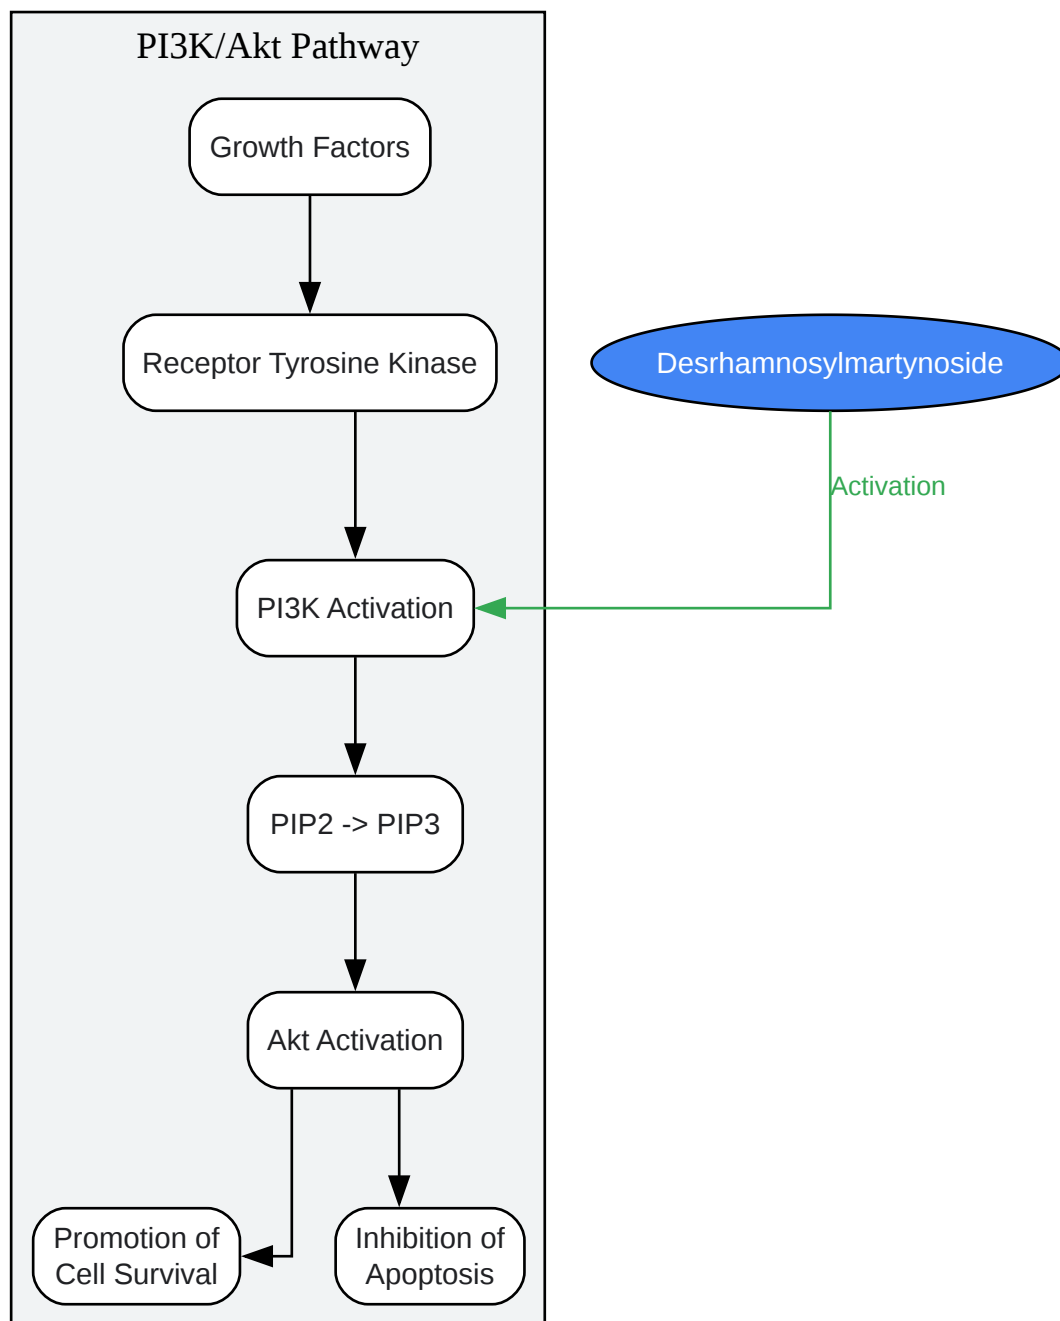 PI3K/Akt Pathway
Growth Factors
Receptor Tyrosine Kinase
Desrhamnosylmartynoside
Activation
PI3K Activation
PIP2 -> PIP3
Akt Activation
Promotion of
Cell Survival
Inhibition of
Apoptosis